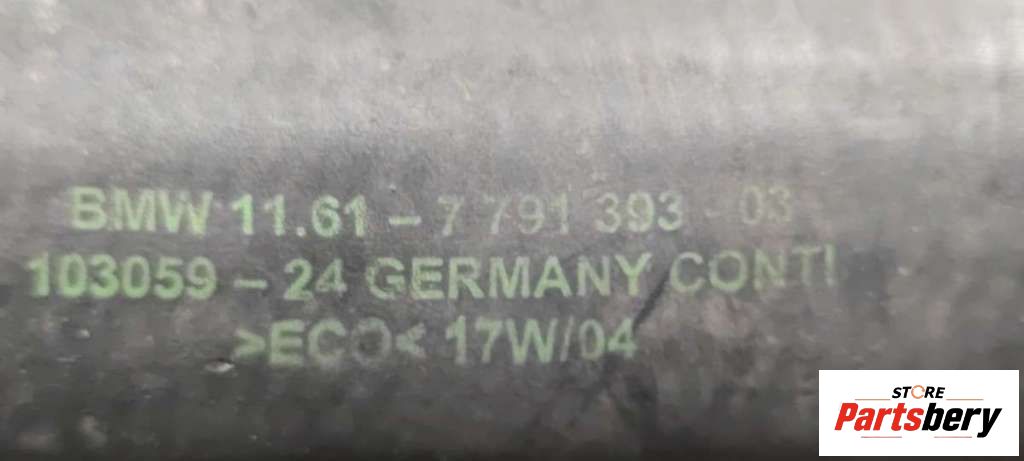 BMW 11.61 - 7 791 393 - 03
103059 - 24 GERMANY CONTI
>ECO< 17W/04
STORE
Partsbery